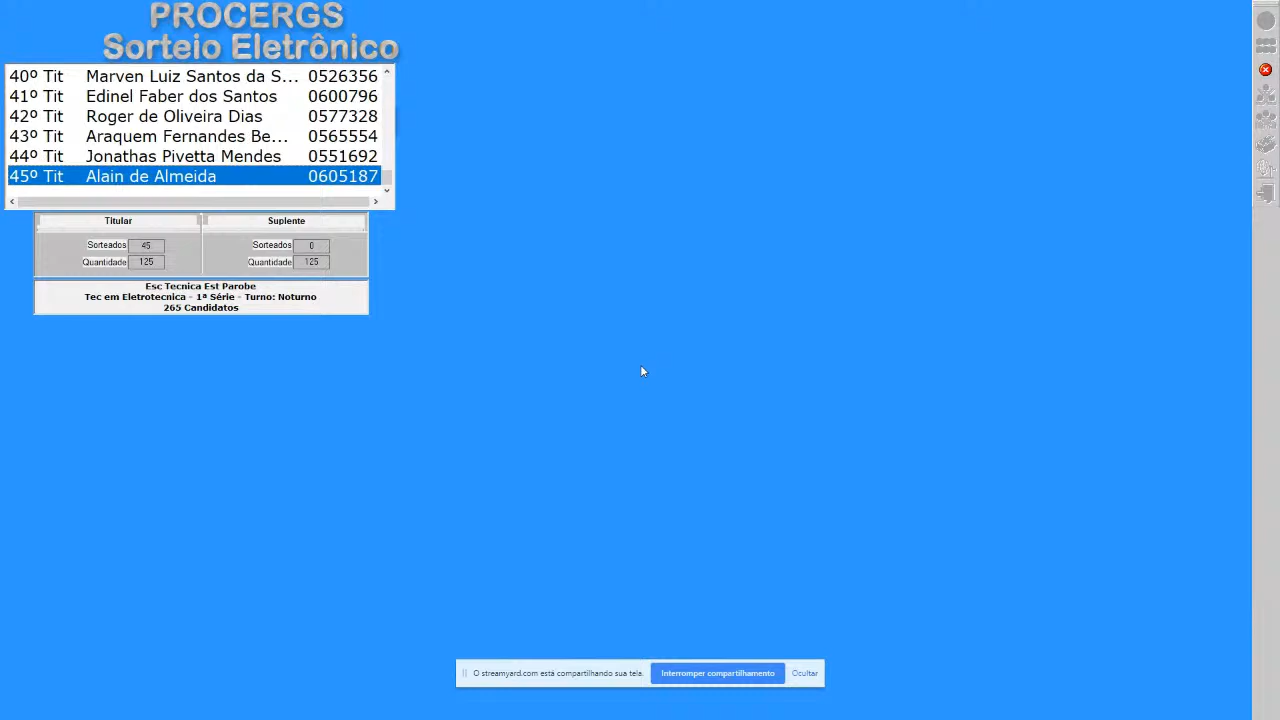 PROCERGS
Sorteio Eletrônico
40º Tit Marven Luiz Santos da S... 0526356
41º Tit Edinel Faber dos Santos 0600796
42º Tit Roger de Oliveira Dias 0577328
43º Tit Araquem Fernandes Be... 0565554
44º Tit Jonathas Pivetta Mendes 0551692
45º Tit Alain de Almeida 0605187
Titular Suplente
Sorteados 45 Sorteados 0
Quantidade 125 Quantidade 125
Esc Tecnica Est Parobe
Tec em Eletrotecnica - 1ª Série - Turno: Noturno
265 Candidatos
O streamyard.com está compartilhando sua tela. Interromper compartilhamento Ocultar